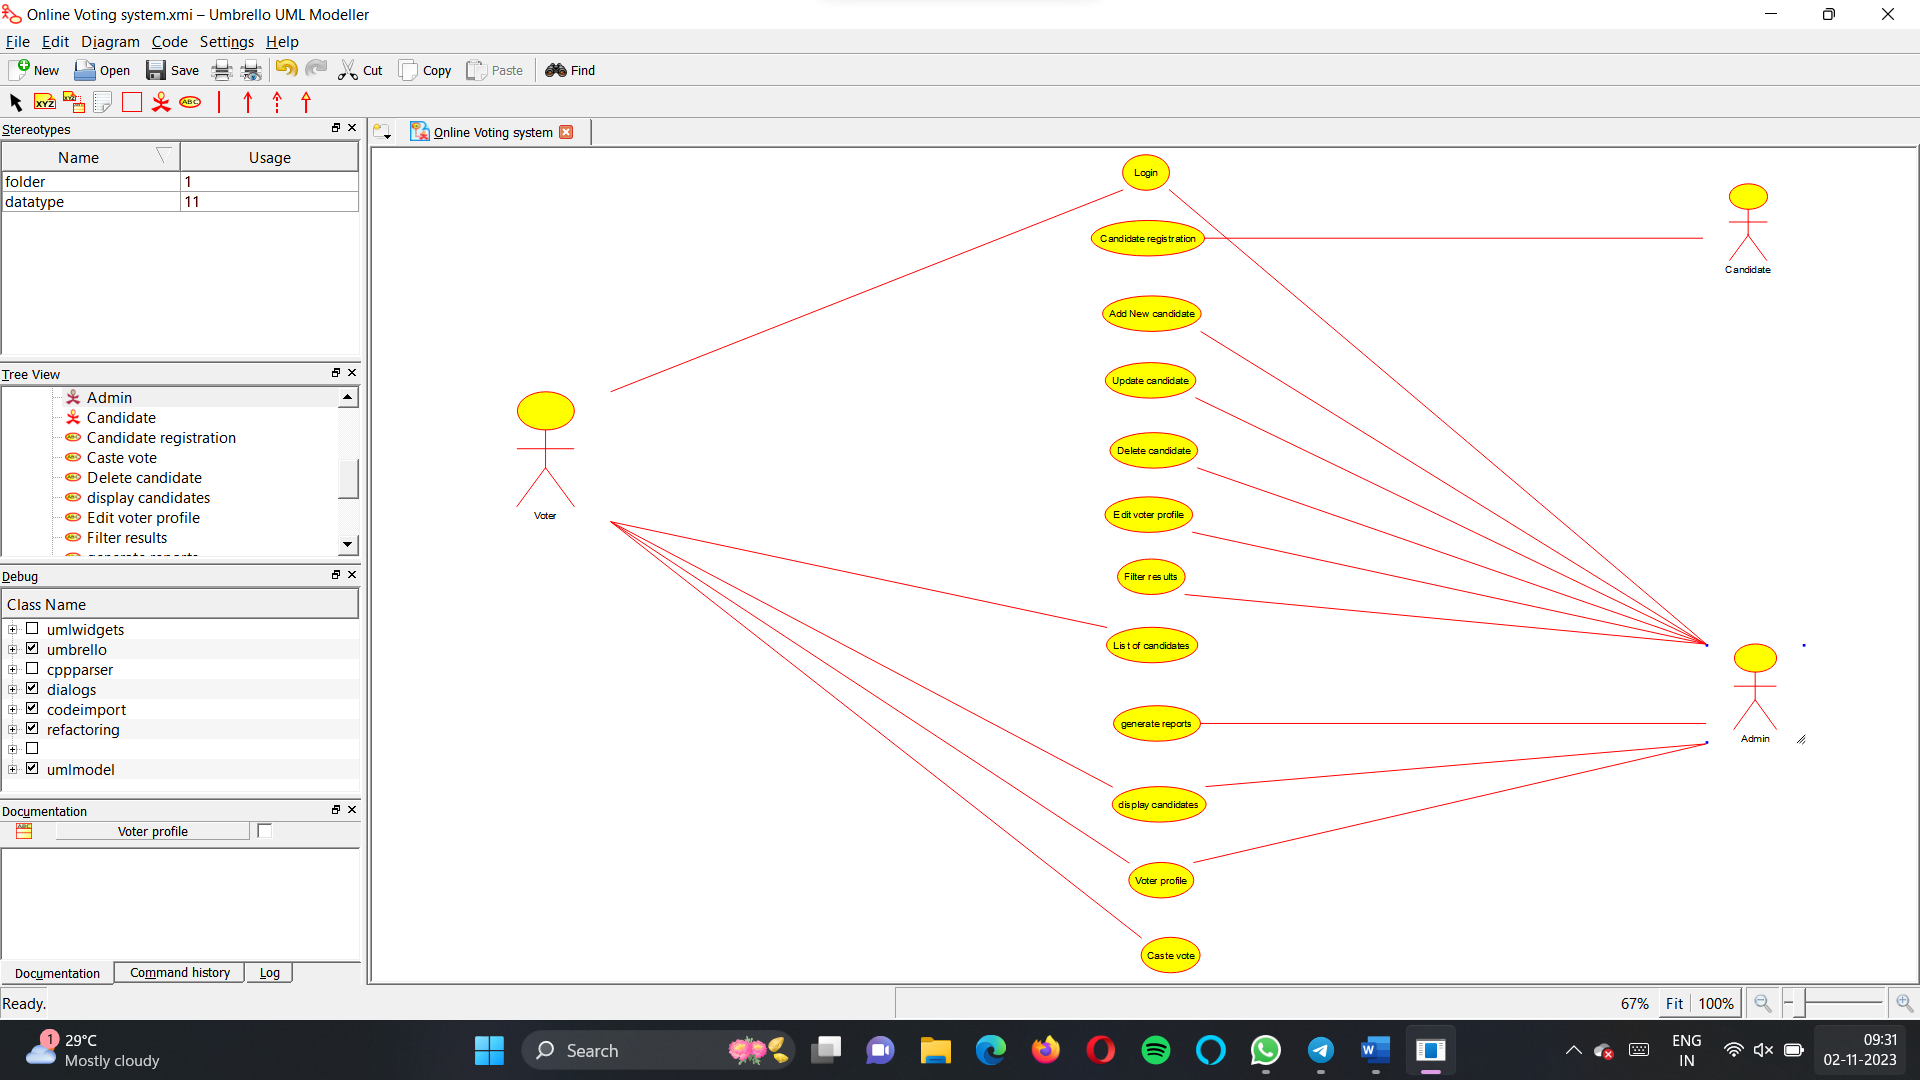 Online Voting system.xmi – Umbrello UML Modeller
File Edit Diagram Code Settings Help
New Open Save Cut Copy Paste Find
XYZ XYZ ABC
Stereotypes
Name Usage
folder 1
datatype 11
Tree View
Admin
Candidate
Candidate registration
Caste vote
Delete candidate
display candidates
Edit voter profile
Filter results
generate reports
Debug
Class Name
umlwidgets
umbrello
cppparser
dialogs
codeimport
refactoring
umlmodel
Documentation
Voter profile
Documentation Command history Log
Ready.
Online Voting system
Login
Candidate registration
Candidate
Add New candidate
Update candidate
Delete candidate
Voter
Edit voter profile
Filter results
List of candidates
generate reports
Admin
display candidates
Voter profile
Caste vote
67% Fit 100%
1
29°C
Mostly cloudy
Search
ENG
IN
09:31
02-11-2023